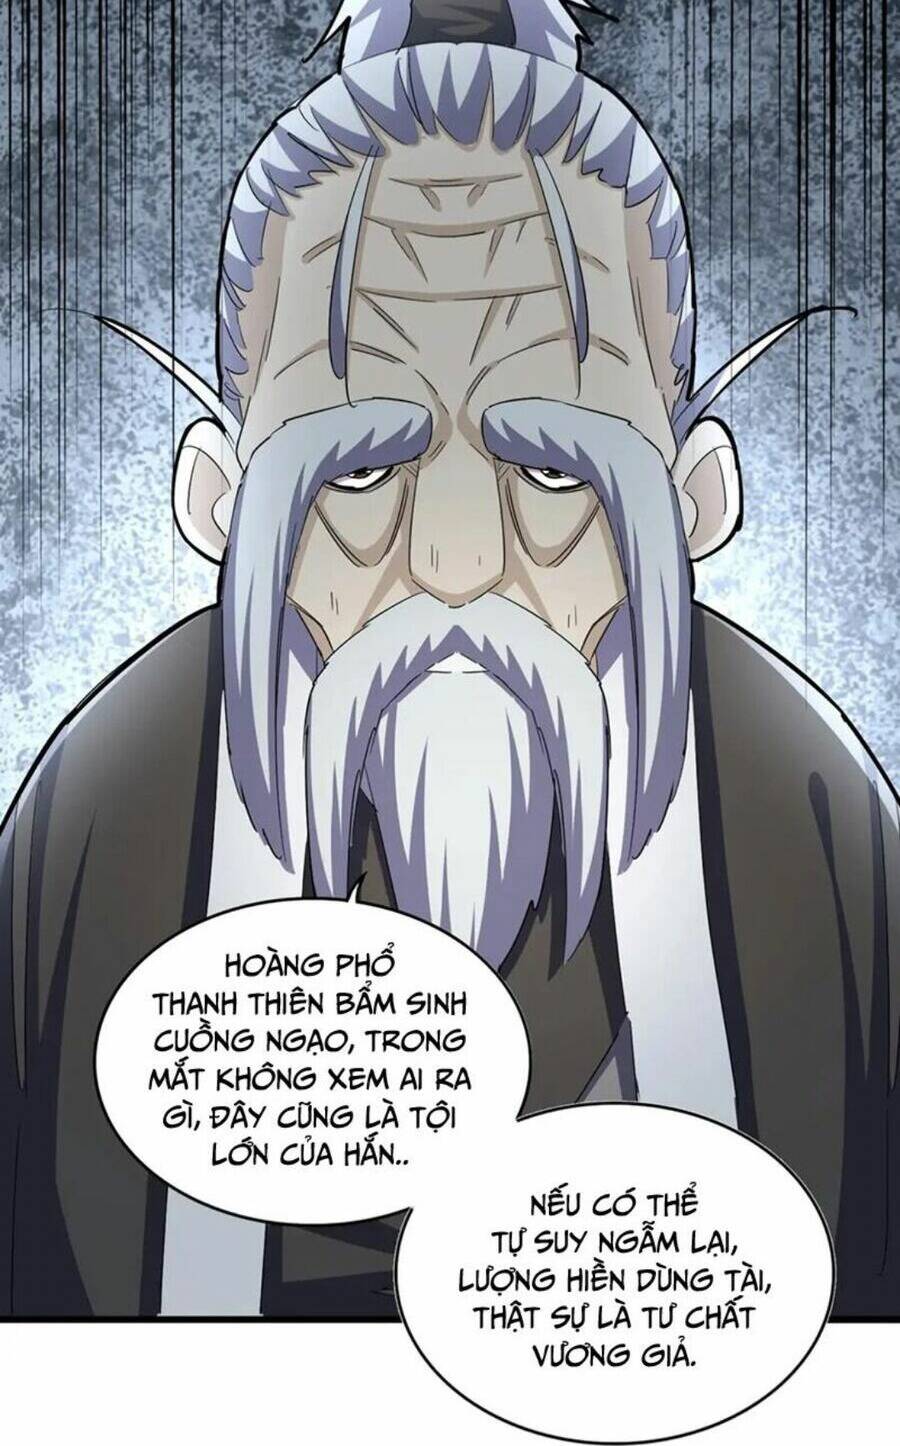 HOÀNG PHỔ
THANH THIÊN BẨM SINH
CUỒNG NGẠO, TRONG
MẮT KHÔNG XEM AI RA
GÌ, ĐÂY CŨNG LÀ TỘI
LỚN CỦA HẮN..
NẾU CÓ THỂ
TỰ SUY NGẪM LẠI,
LƯỢNG HIỀN DÙNG TÀI,
THẬT SỰ LÀ TƯ CHẤT
VƯƠNG GIẢ.